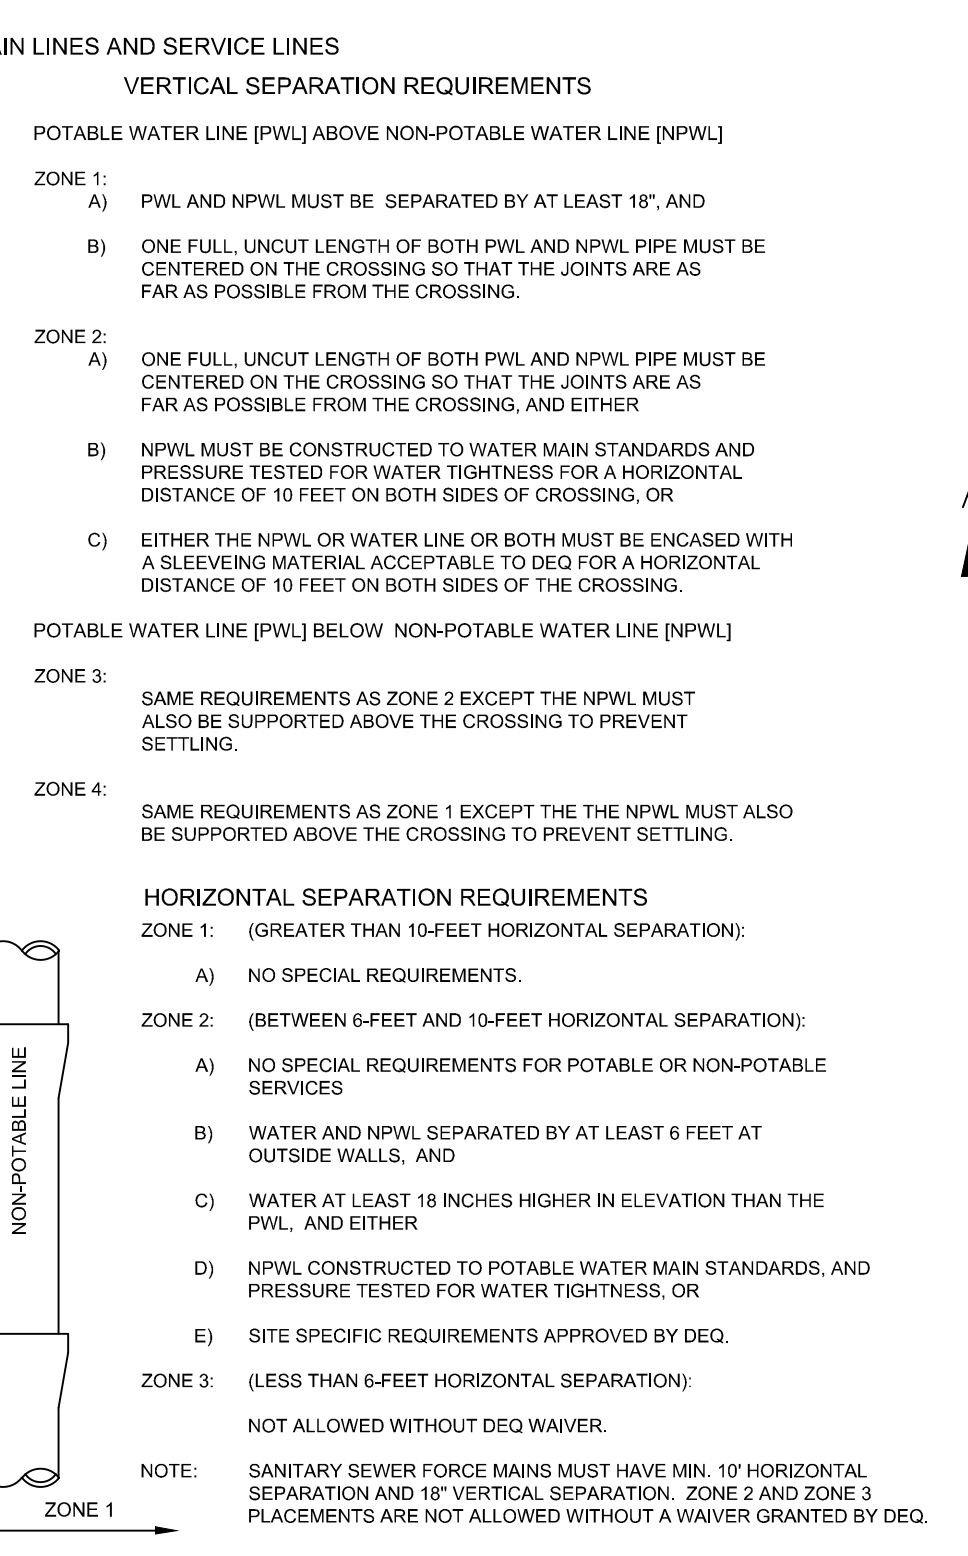 LINES AND SERVICE LINES
VERTICAL SEPARATION REQUIREMENTS
POTABLE WATER LINE [PWL] ABOVE NON-POTABLE WATER LINE [NPWL]
ZONE 1:
A) PWL AND NPWL MUST BE SEPARATED BY AT LEAST 18", AND
B) ONE FULL, UNCUT LENGTH OF BOTH PWL AND NPWL PIPE MUST BE
CENTERED ON THE CROSSING SO THAT THE JOINTS ARE AS
FAR AS POSSIBLE FROM THE CROSSING.
ZONE 2:
A) ONE FULL, UNCUT LENGTH OF BOTH PWL AND NPWL PIPE MUST BE
CENTERED ON THE CROSSING SO THAT THE JOINTS ARE AS
FAR AS POSSIBLE FROM THE CROSSING, AND EITHER
B) NPWL MUST BE CONSTRUCTED TO WATER MAIN STANDARDS AND
PRESSURE TESTED FOR WATER TIGHTNESS FOR A HORIZONTAL
DISTANCE OF 10 FEET ON BOTH SIDES OF CROSSING, OR
C) EITHER THE NPWL OR WATER LINE OR BOTH MUST BE ENCASED WITH
A SLEEVEING MATERIAL ACCEPTABLE TO DEQ FOR A HORIZONTAL
DISTANCE OF 10 FEET ON BOTH SIDES OF THE CROSSING.
POTABLE WATER LINE [PWL] BELOW NON-POTABLE WATER LINE [NPWL]
ZONE 3:
SAME REQUIREMENTS AS ZONE 2 EXCEPT THE NPWL MUST
ALSO BE SUPPORTED ABOVE THE CROSSING TO PREVENT
SETTLING.
ZONE 4:
SAME REQUIREMENTS AS ZONE 1 EXCEPT THE THE NPWL MUST ALSO
BE SUPPORTED ABOVE THE CROSSING TO PREVENT SETTLING.
HORIZONTAL SEPARATION REQUIREMENTS
ZONE 1: (GREATER THAN 10-FEET HORIZONTAL SEPARATION):
A) NO SPECIAL REQUIREMENTS.
ZONE 2: (BETWEEN 6-FEET AND 10-FEET HORIZONTAL SEPARATION):
A) NO SPECIAL REQUIREMENTS FOR POTABLE OR NON-POTABLE
SERVICES
B) WATER AND NPWL SEPARATED BY AT LEAST 6 FEET AT
OUTSIDE WALLS, AND
C) WATER AT LEAST 18 INCHES HIGHER IN ELEVATION THAN THE
PWL, AND EITHER
D) NPWL CONSTRUCTED TO POTABLE WATER MAIN STANDARDS, AND
PRESSURE TESTED FOR WATER TIGHTNESS, OR
E) SITE SPECIFIC REQUIREMENTS APPROVED BY DEQ.
ZONE 3: (LESS THAN 6-FEET HORIZONTAL SEPARATION):
NOT ALLOWED WITHOUT DEQ WAIVER.
NOTE: SANITARY SEWER FORCE MAINS MUST HAVE MIN. 10' HORIZONTAL
SEPARATION AND 18" VERTICAL SEPARATION. ZONE 2 AND ZONE 3
PLACEMENTS ARE NOT ALLOWED WITHOUT A WAIVER GRANTED BY DEQ.
NON-POTABLE LINE
ZONE 1